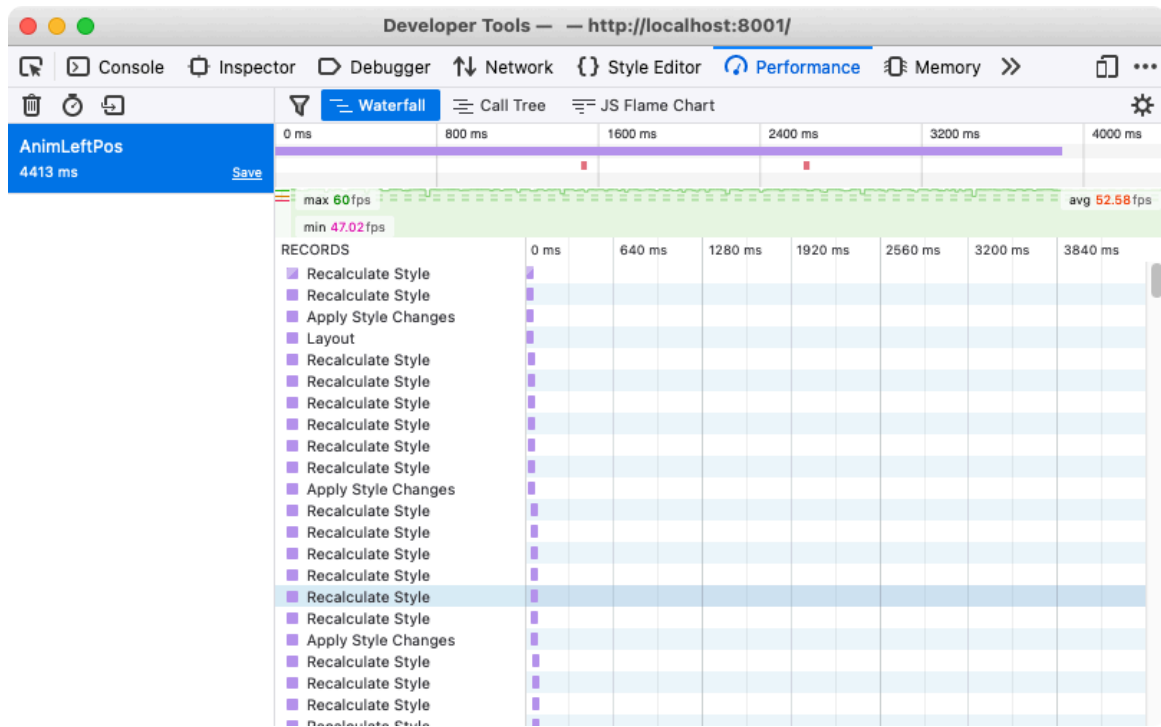 Developer Tools — — http://localhost:8001/
Console Inspector Debugger Network {} Style Editor Performance Memory
Waterfall Call Tree JS Flame Chart
AnimLeftPos
4413 ms Save
0 ms 800 ms 1600 ms 2400 ms 3200 ms 4000 ms
max 60 fps avg 52.58 fps
min 47.02 fps
RECORDS 0 ms 640 ms 1280 ms 1920 ms 2560 ms 3200 ms 3840 ms
Recalculate Style
Recalculate Style
Apply Style Changes
Layout
Recalculate Style
Recalculate Style
Recalculate Style
Recalculate Style
Recalculate Style
Recalculate Style
Apply Style Changes
Recalculate Style
Recalculate Style
Recalculate Style
Recalculate Style
Recalculate Style
Recalculate Style
Apply Style Changes
Recalculate Style
Recalculate Style
Recalculate Style
Recalculate Style